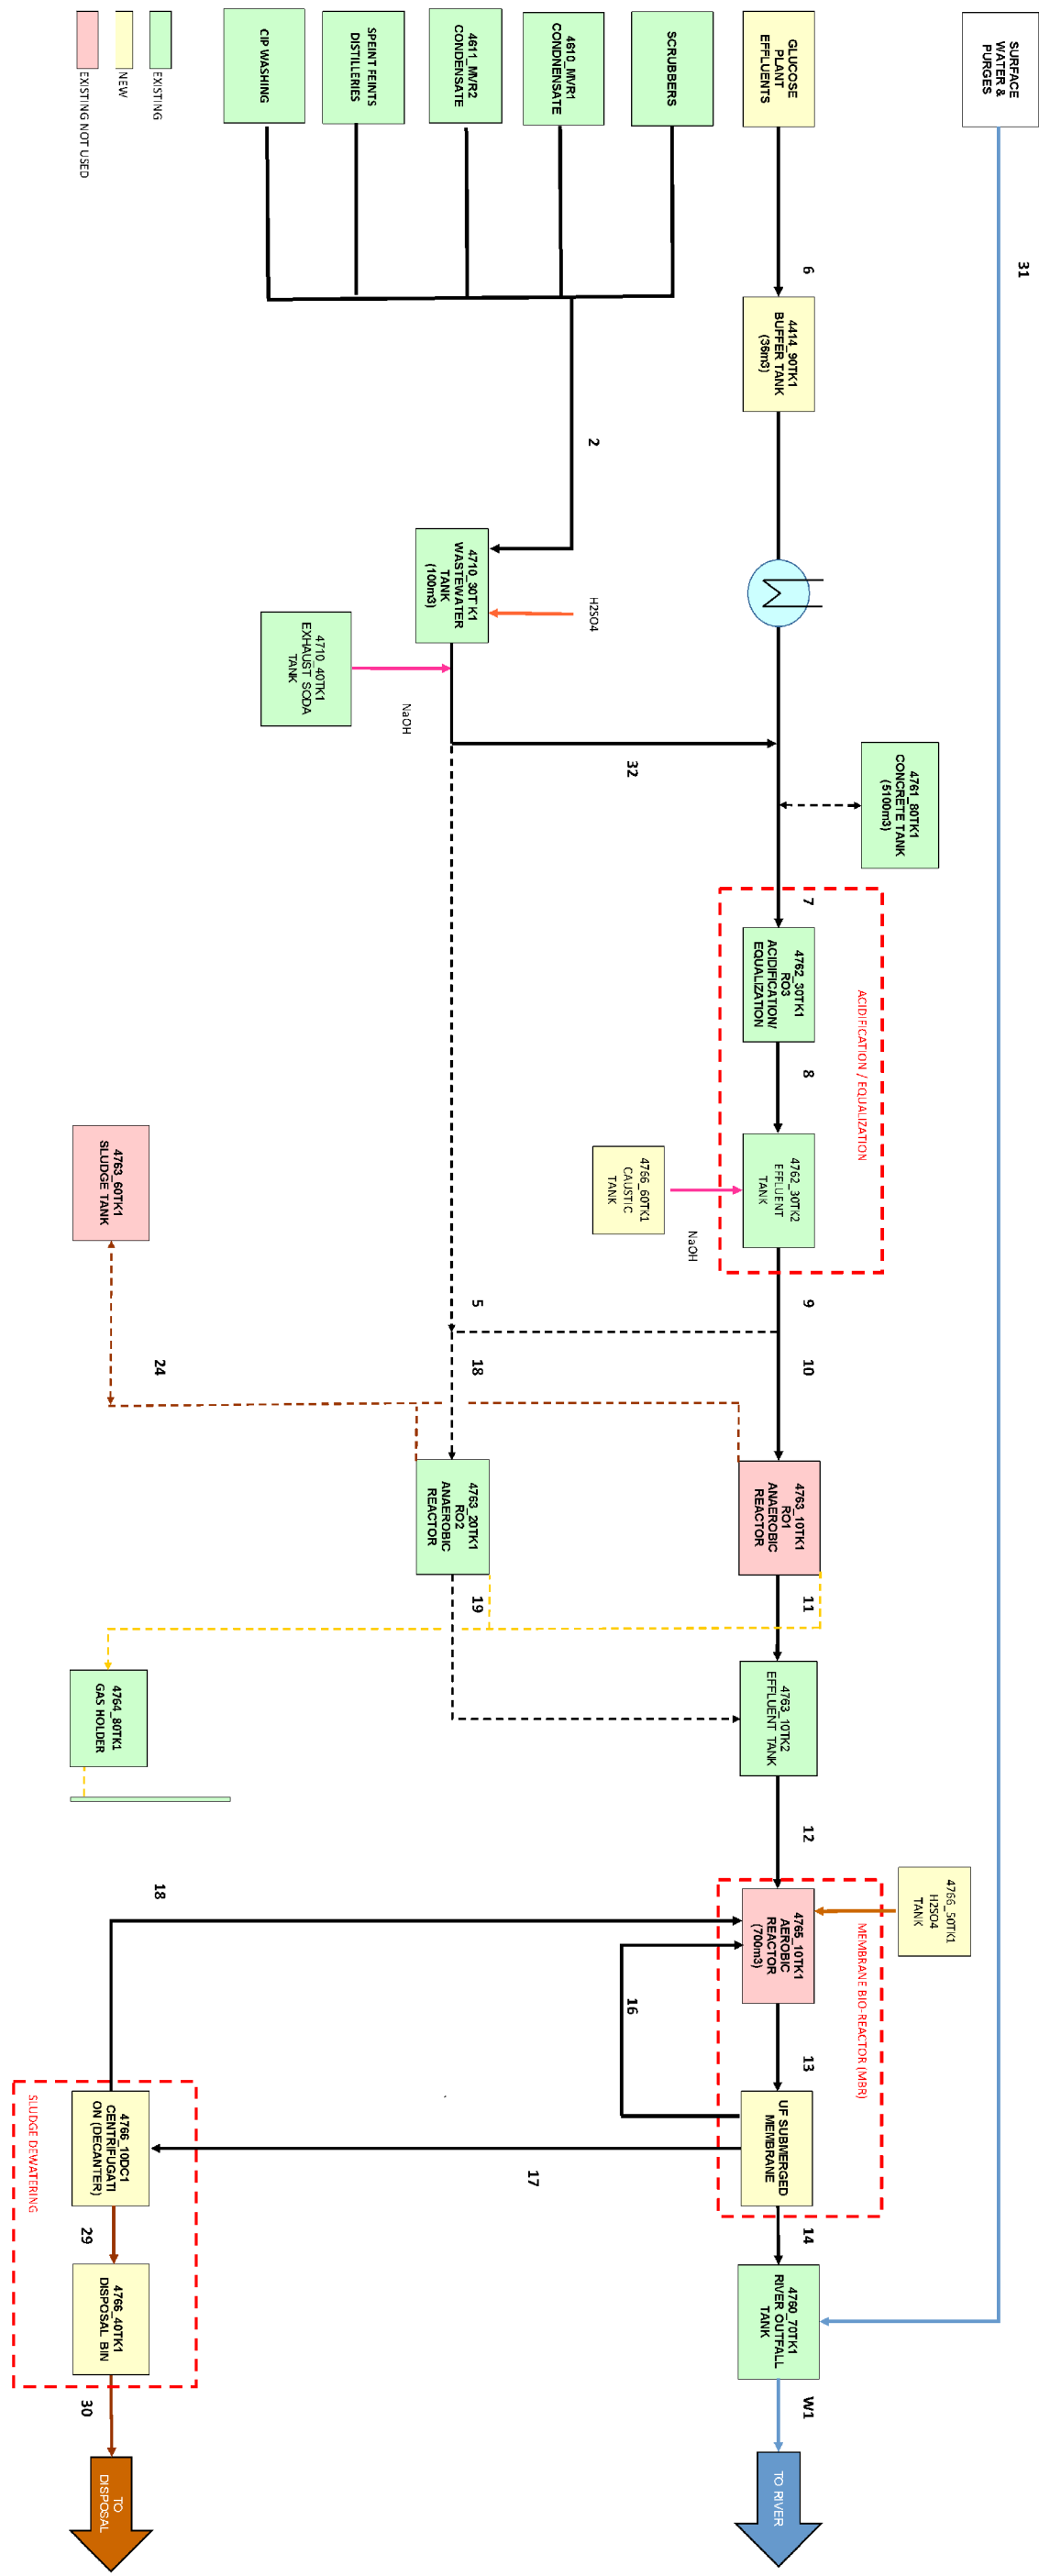 SURFACE
WATER &
PURGES
31
GLUCOSE
PLANT
EFFLUENTS
6
4414_90TK1
BUFFER TANK
(36m3)
SCRUBBERS
4610_MVR1
CONDENSATE
4611_MVR2
CONDENSATE
SPEINT FEINTS
DISTILLERIES
CIP WASHING
EXISTING
NEW
EXISTING NOT USED
2
4710_30TK1
WASTEWATER
TANK
(100m3)
H2SO4
4710_40TK1
EXHAUST SODA
TANK
NaOH
32
4761_80TK1
CONCRETE TANK
(5100m3)
7
ACIDIFICATION / EQUALIZATION
4762_30TK1
RO3
ACIDIFICATION/
EQUALIZATION
8
4762_30TK2
EFFLUENT
TANK
4766_60TK1
CAUSTIC
TANK
NaOH
9
10
5
18
4763_60TK1
SLUDGE TANK
24
4763_10TK1
RO1
ANAEROBIC
REACTOR
4763_20TK1
RO2
ANAEROBIC
REACTOR
11
19
4763_10TK2
EFFLUENT TANK
4764_80TK1
GAS HOLDER
12
4766_50TK1
H2SO4
TANK
MEMBRANE BIO-REACTOR (MBR)
4765_10TK1
AEROBIC
REACTOR
(700m3)
13
16
18
UF SUBMERGED
MEMBRANE
17
14
4760_70TK1
RIVER OUTFALL
TANK
W1
TO RIVER
SLUDGE DEWATERING
4766_10DC1
CENTRIFUGATI
ON (DECANTER)
29
4766_40TK1
DISPOSAL BIN
30
TO
DISPOSAL